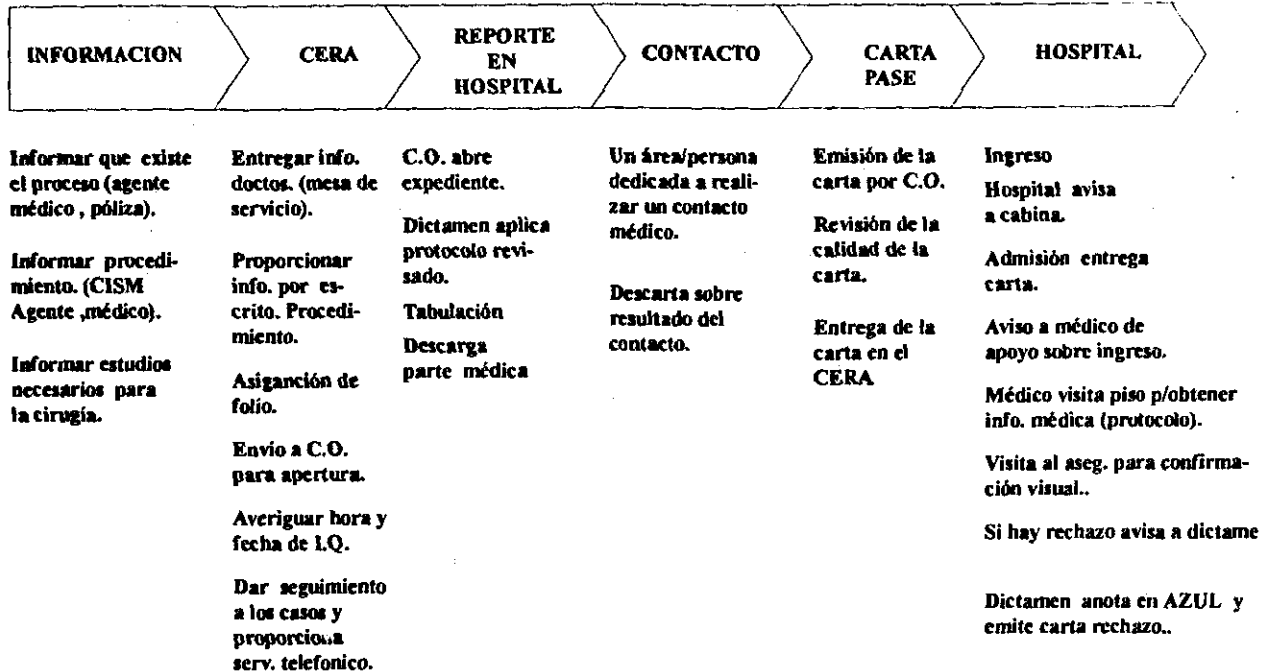 INFORMACION
CERA
REPORTE
EN
HOSPITAL
CONTACTO
CARTA
PASE
HOSPITAL
Informar que existe
el proceso (agente
médico , póliza).
Informar procedi-
miento. (CISM
Agente ,médico).
Informar estudios
necesarios para
la cirugía.
Entregar info.
doctos. (mesa de
servicio).
Proporcionar
info. por es-
crito. Procedi-
miento.
Asigancíón de
folio.
Envio a C.O.
para apertura.
Averiguar hora y
fecha de I.Q.
Dar seguimiento
a los casos y
proporciona
serv. telefonico.
C.O. abre
expediente.
Dictamen aplica
protocolo revi-
sado.
Tabulación
Descarga
parte médica
Un área/persona
dedicada a reali-
zar un contacto
médico.
Descarta sobre
resultado del
contacto.
Emisión de la
carta por C.O.
Revisión de la
calidad de la
carta.
Entrega de la
carta en el
CERA
Ingreso
Hospital avisa
a cabina.
Admisión entrega
carta.
Aviso a médico de
apoyo sobre ingreso.
Médico visita piso p/obtener
info. médica (protocolo).
Visita al aseg. para confirma-
ción visual..
Si hay rechazo avisa a dictame
Dictamen anota en AZUL y
emite carta rechazo..